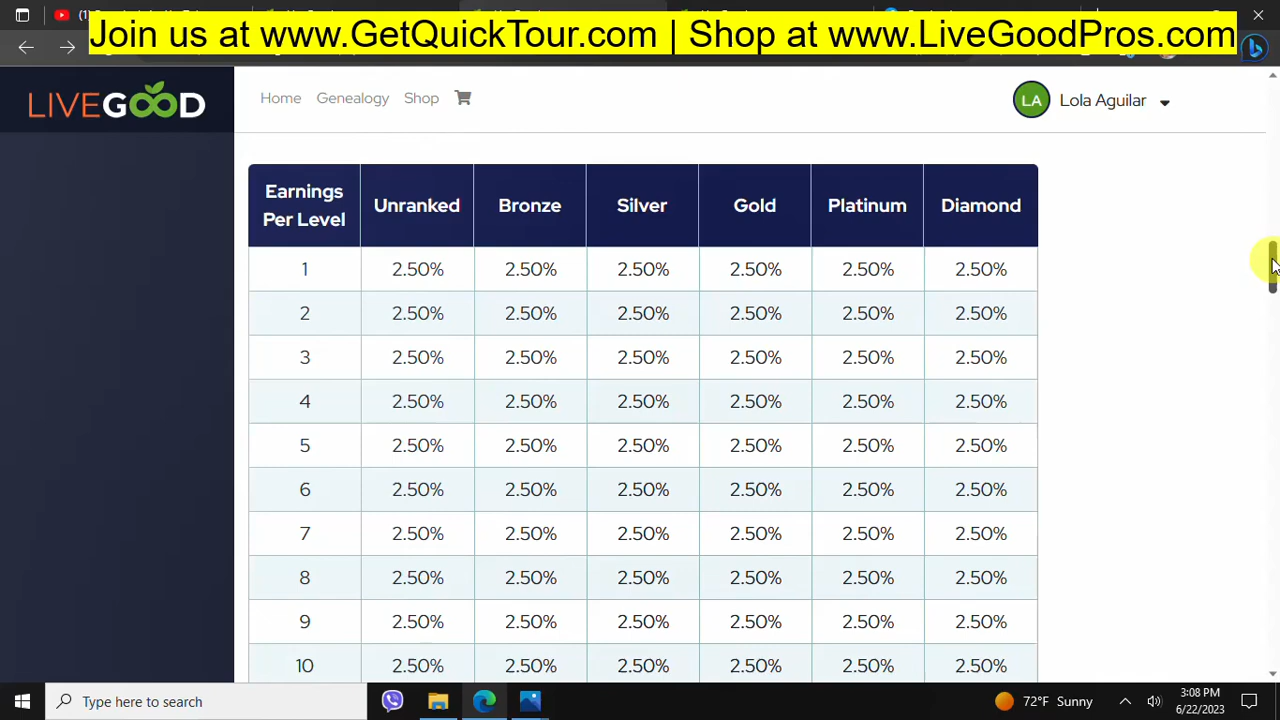 Join us at www.GetQuickTour.com | Shop at www.LiveGoodPros.com
LIVEGOOD
Home Genealogy Shop
LA Lola Aguilar
Earnings Per Level Unranked Bronze Silver Gold Platinum Diamond
1 2.50% 2.50% 2.50% 2.50% 2.50% 2.50%
2 2.50% 2.50% 2.50% 2.50% 2.50% 2.50%
3 2.50% 2.50% 2.50% 2.50% 2.50% 2.50%
4 2.50% 2.50% 2.50% 2.50% 2.50% 2.50%
5 2.50% 2.50% 2.50% 2.50% 2.50% 2.50%
6 2.50% 2.50% 2.50% 2.50% 2.50% 2.50%
7 2.50% 2.50% 2.50% 2.50% 2.50% 2.50%
8 2.50% 2.50% 2.50% 2.50% 2.50% 2.50%
9 2.50% 2.50% 2.50% 2.50% 2.50% 2.50%
10 2.50% 2.50% 2.50% 2.50% 2.50% 2.50%
Type here to search
72°F Sunny
3:08 PM
6/22/2023